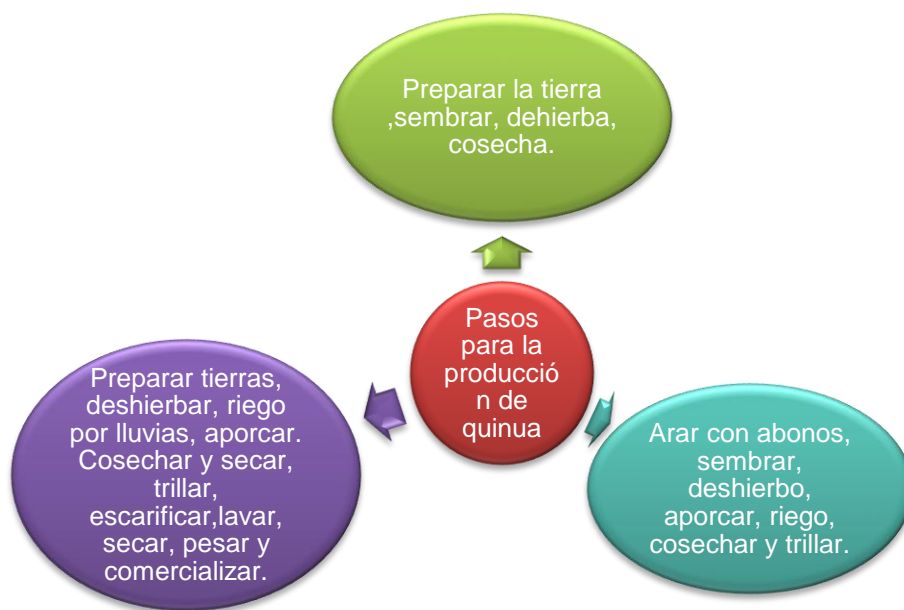 Preparar la tierra
,sembrar, dehierba,
cosecha.
Pasos
para la
producció
n de
quinua
Preparar tierras,
deshierbar, riego
por lluvias, aporcar.
Cosechar y secar,
trillar,
escarificar,lavar,
secar, pesar y
comercializar.
Arar con abonos,
sembrar,
deshierbo,
aporcar, riego,
cosechar y trillar.